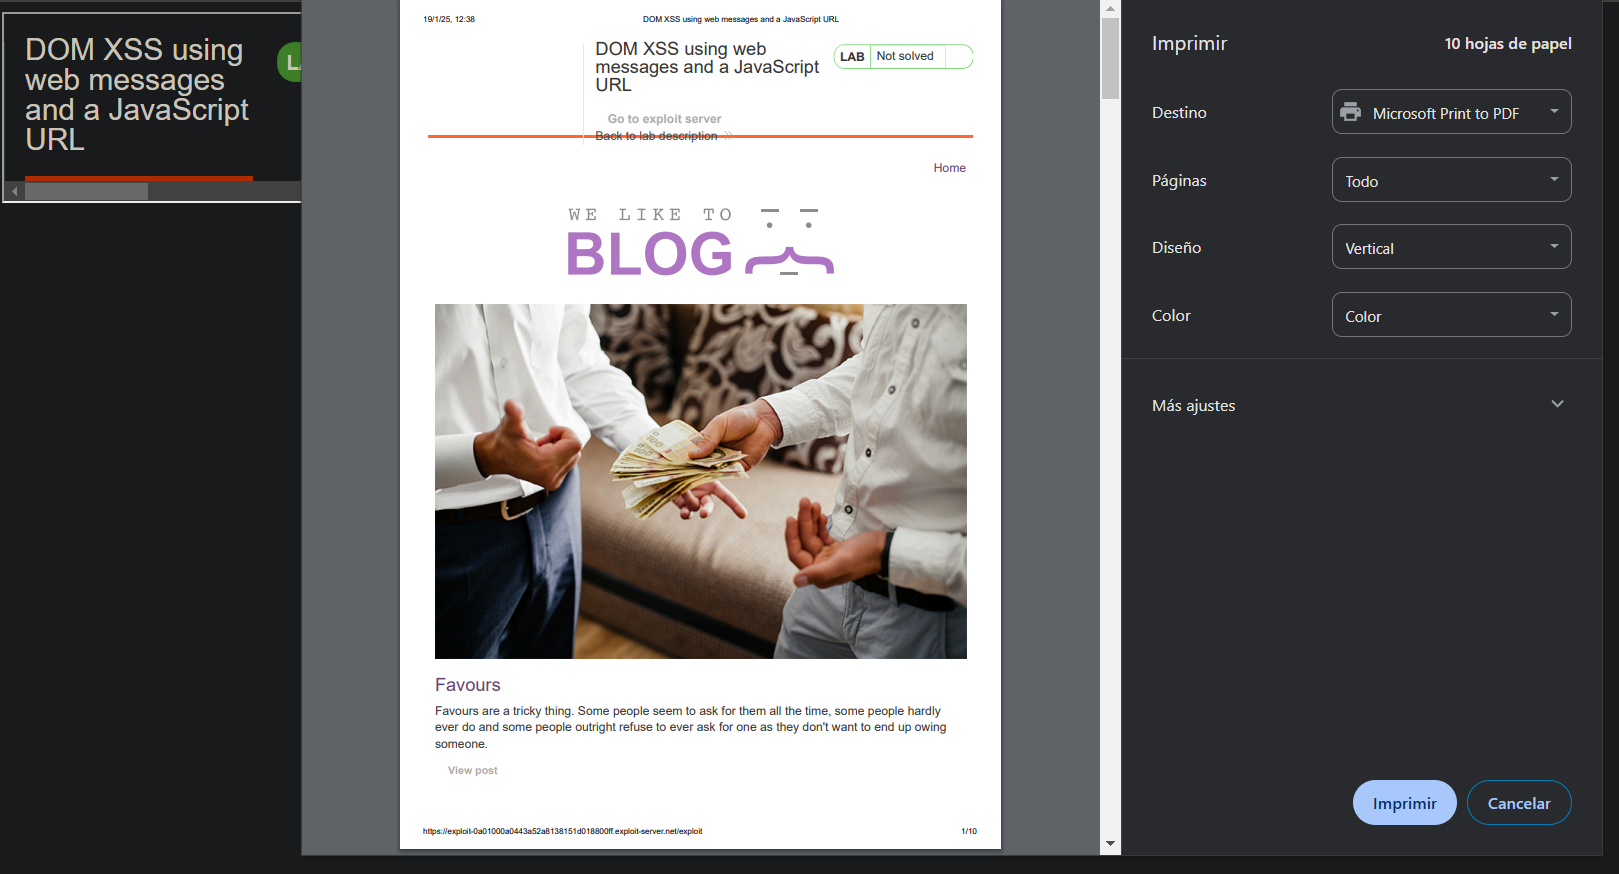 DOM XSS using
web messages
and a JavaScript
URL
19/1/25, 12:38
DOM XSS using web messages and a JavaScript URL
DOM XSS using web
messages and a JavaScript
URL
LAB
Not solved
Go to exploit server
Back to lab description
Home
WE LIKE TO
BLOG
Favours
Favours are a tricky thing. Some people seem to ask for them all the time, some people hardly
ever do and some people outright refuse to ever ask for one as they don't want to end up owing
someone.
View post
https://exploit-0a01000a0443a52a8138151d018800ff.exploit-server.net/exploit
1/10
Imprimir
10 hojas de papel
Destino
Microsoft Print to PDF
Páginas
Todo
Diseño
Vertical
Color
Color
Más ajustes
Imprimir
Cancelar